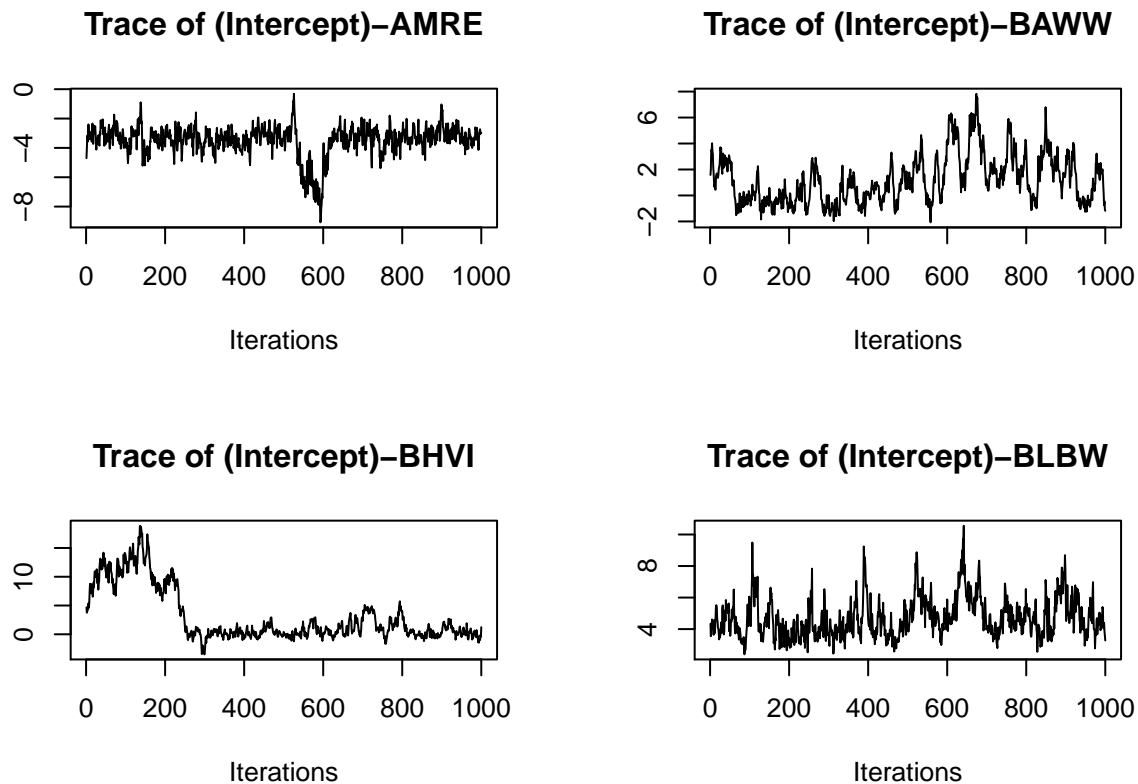 Trace of (Intercept)−AMRE
0
−4
−8
0 200 400 600 800 1000
Iterations
Trace of (Intercept)−BAWW
6
2
−2
0 200 400 600 800 1000
Iterations
Trace of (Intercept)−BHVI
10
0
0 200 400 600 800 1000
Iterations
Trace of (Intercept)−BLBW
8
4
0 200 400 600 800 1000
Iterations